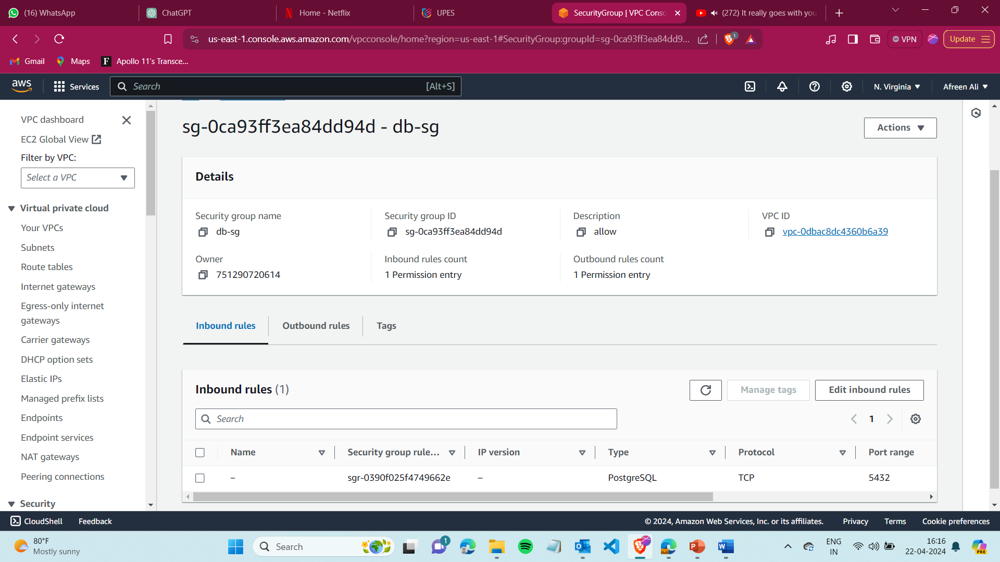 (16) WhatsApp
ChatGPT
Home - Netflix
UPES
SecurityGroup | VPC Conso
(272) It really goes with you
us-east-1.console.aws.amazon.com/vpcconsole/home?region=us-east-1#SecurityGroup:groupId=sg-0ca93ff3ea84dd9...
1
VPN
Update
Gmail
Maps
F Apollo 11's Transce...
aws
Services
Search
[Alt+S]
N. Virginia
Afreen Ali
VPC dashboard
EC2 Global View
Filter by VPC:
Select a VPC
Virtual private cloud
Your VPCs
Subnets
Route tables
Internet gateways
Egress-only internet
gateways
Carrier gateways
DHCP option sets
Elastic IPs
Managed prefix lists
Endpoints
Endpoint services
NAT gateways
Peering connections
Security
sg-0ca93ff3ea84dd94d - db-sg
Actions
Details
Security group name
db-sg
Security group ID
sg-0ca93ff3ea84dd94d
Description
allow
VPC ID
vpc-0dbac8dc4360b6a39
Owner
751290720614
Inbound rules count
1 Permission entry
Outbound rules count
1 Permission entry
Inbound rules
Outbound rules
Tags
Inbound rules (1)
Manage tags
Edit inbound rules
Search
1
Name
Security group rule...
IP version
Type
Protocol
Port range
–
sgr-0390f025f4749662e
–
PostgreSQL
TCP
5432
CloudShell
Feedback
© 2024, Amazon Web Services, Inc. or its affiliates.
Privacy
Terms
Cookie preferences
80°F
Mostly sunny
Search
1
ENG
IN
16:16
22-04-2024
PRE